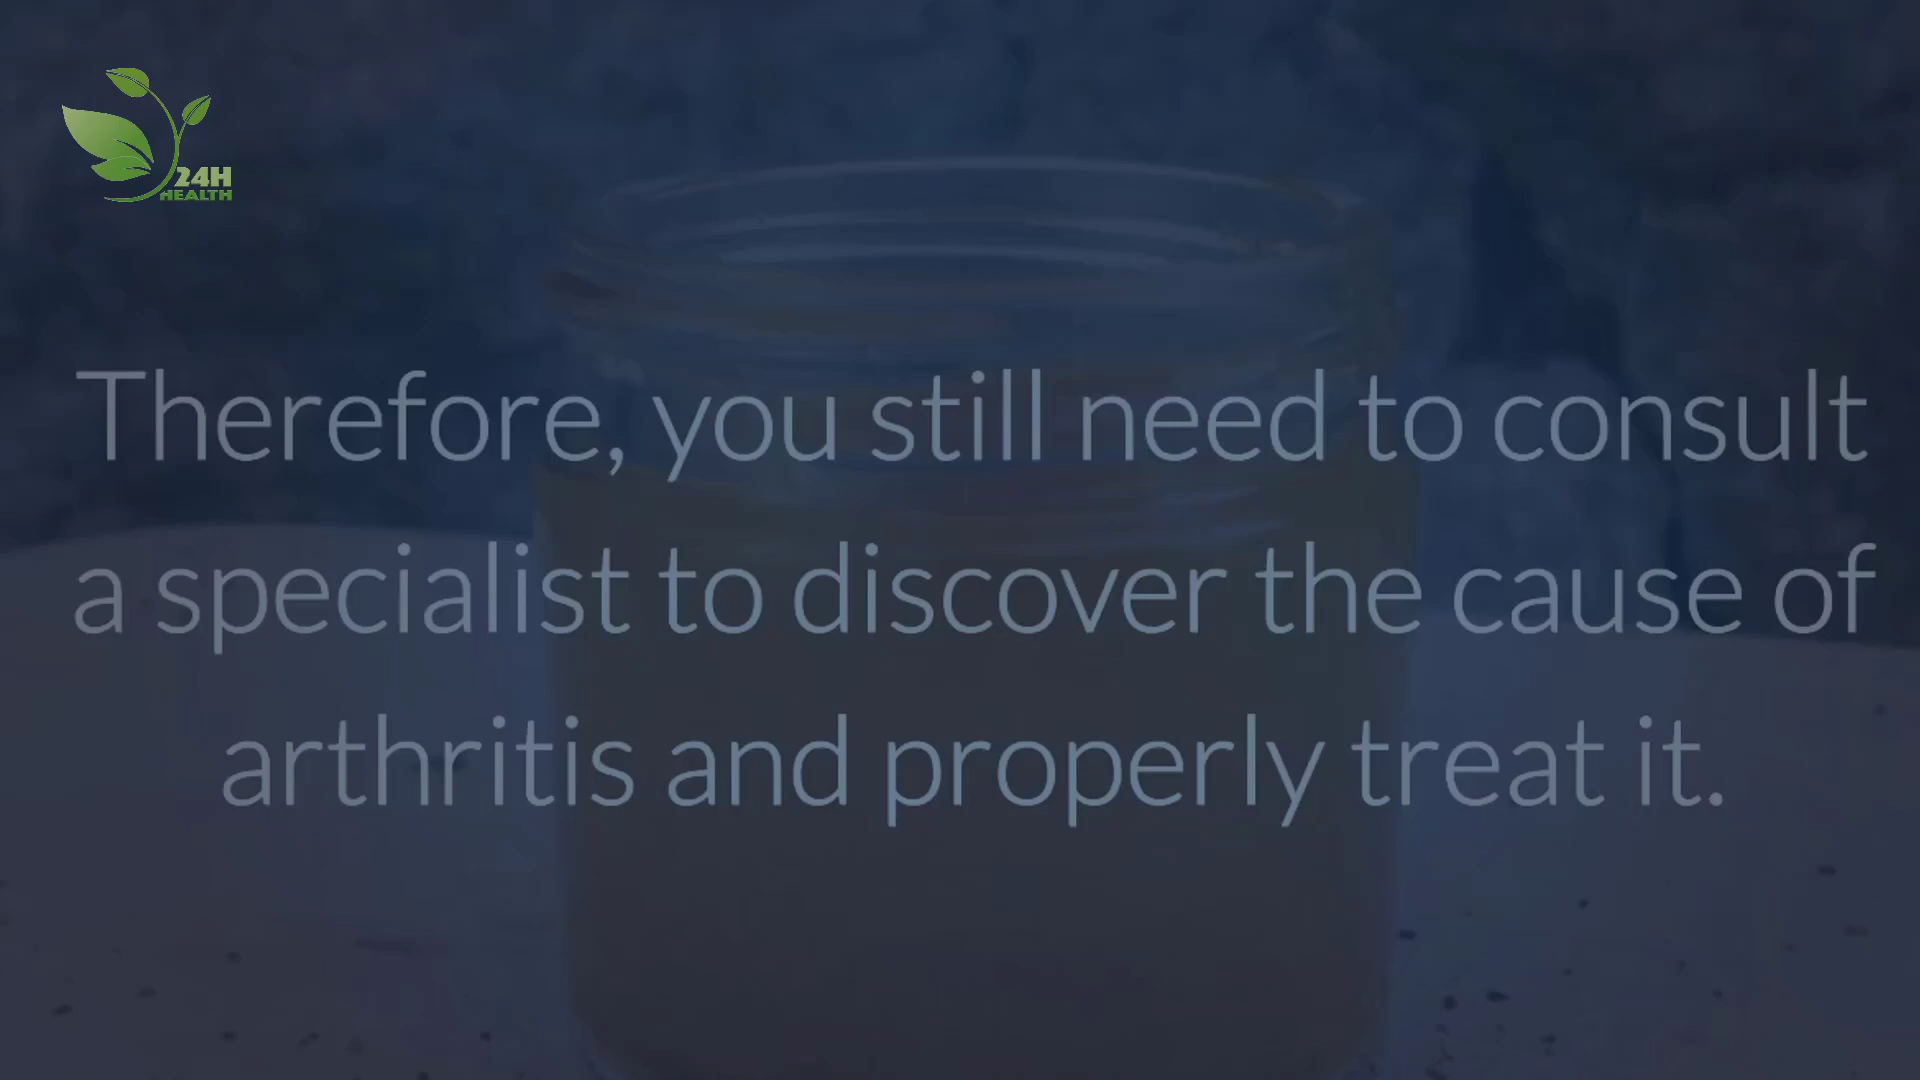 24H
HEALTH
Therefore, you still need to consult
a specialist to discover the cause of
arthritis and properly treat it.